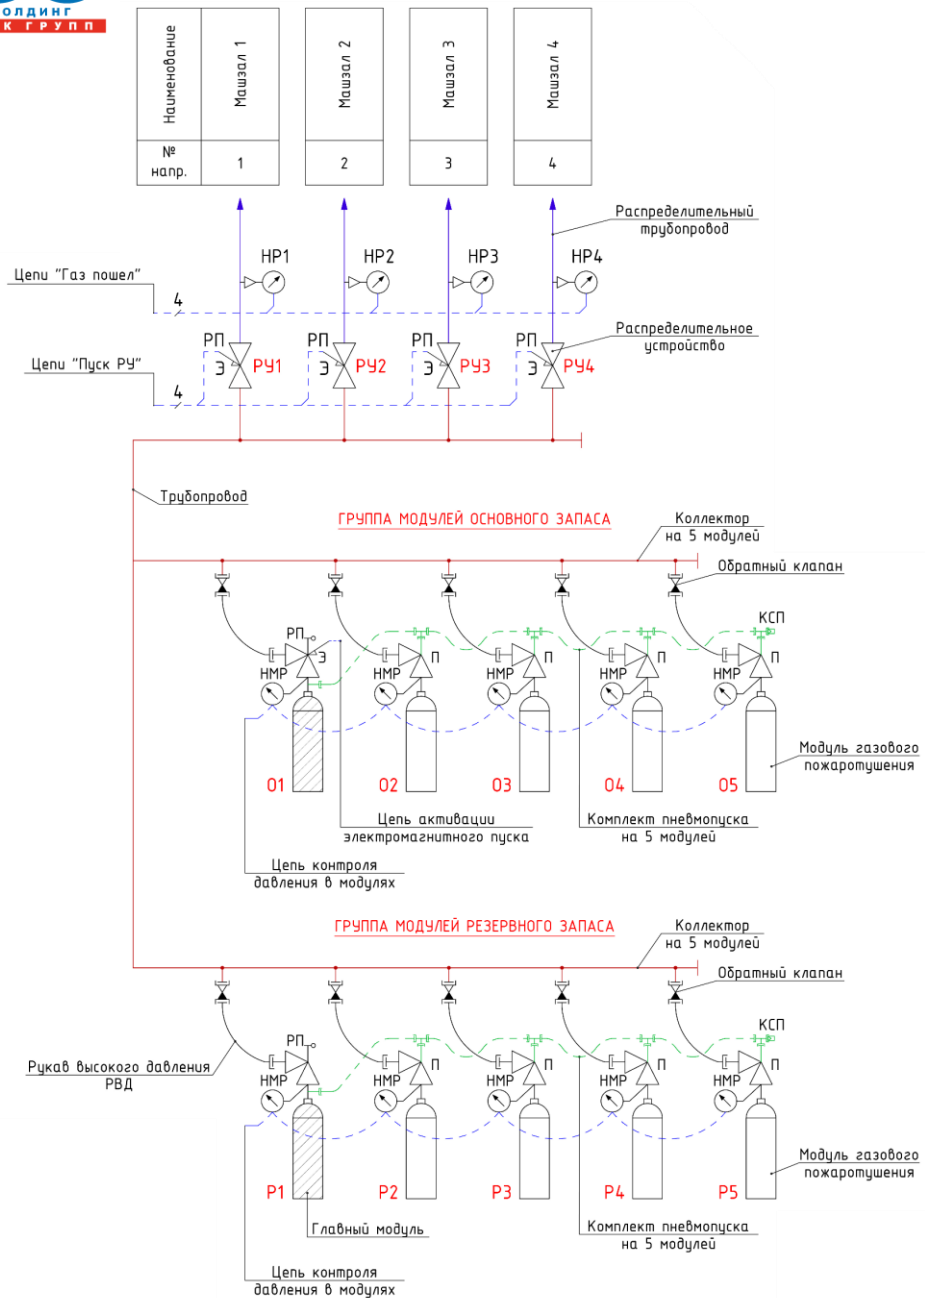 ОЛДИНГ
К ГРУПП
Наименование
Машзал 1
Машзал 2
Машзал 3
Машзал 4
№
напр.
1
2
3
4
Распределительный
трубопровод
НР1
НР2
НР3
НР4
Цепи "Газ пошел"
4
Распределительное
устройство
РП
Э
РУ1
РП
Э
РУ2
РП
Э
РУ3
РП
Э
РУ4
Цепи "Пуск РУ"
4
Трубопровод
ГРУППА МОДУЛЕЙ ОСНОВНОГО ЗАПАСА
Коллектор
на 5 модулей
Обратный клапан
РП
Э
КСП
П
П
П
П
НМР
НМР
НМР
НМР
НМР
Модуль газового
пожаротушения
О1
О2
О3
О4
О5
Цепь активации
электромагнитного пуска
Комплект пневмопуска
на 5 модулей
Цепь контроля
давления в модулях
ГРУППА МОДУЛЕЙ РЕЗЕРВНОГО ЗАПАСА
Коллектор
на 5 модулей
Обратный клапан
РП
КСП
Рукав высокого давления
РВД
П
П
П
П
НМР
НМР
НМР
НМР
НМР
Модуль газового
пожаротушения
Р1
Р2
Р3
Р4
Р5
Главный модуль
Комплект пневмопуска
на 5 модулей
Цепь контроля
давления в модулях